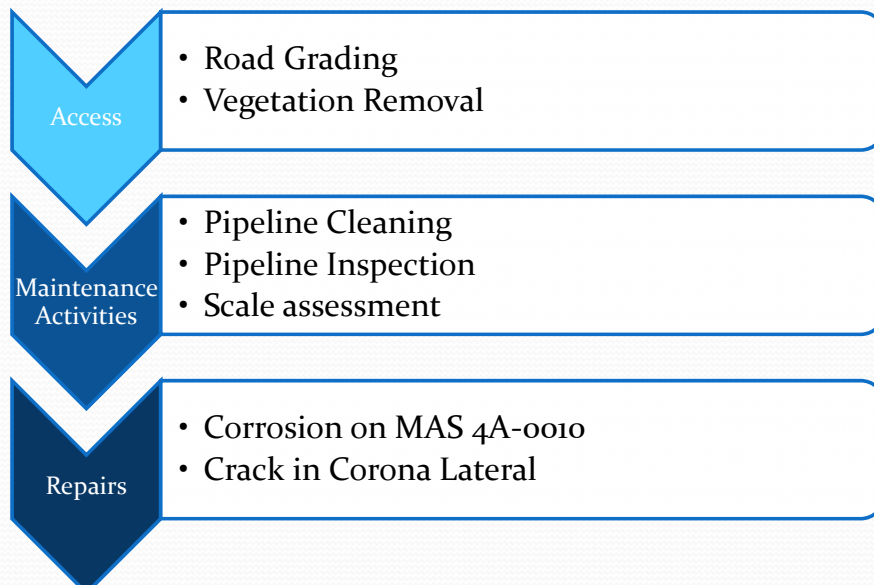 Access
• Road Grading
• Vegetation Removal
Maintenance
Activities
• Pipeline Cleaning
• Pipeline Inspection
• Scale assessment
Repairs
• Corrosion on MAS 4A-0010
• Crack in Corona Lateral